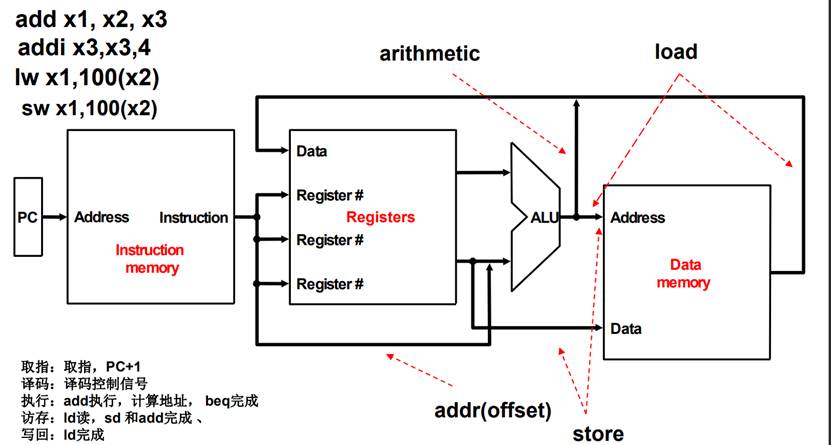 add x1, x2, x3
addi x3,x3,4
lw x1,100(x2)
sw x1,100(x2)
arithmetic
load
Data
PC
Address
Instruction
Instruction
memory
Register #
Registers
Register #
Register #
ALU
Address
Data
memory
Data
addr(offset)
store
取指：取指，PC+1
译码：译码控制信号
执行：add执行，计算地址， beq完成
访存：ld读，sd 和add完成 、
写回：ld完成